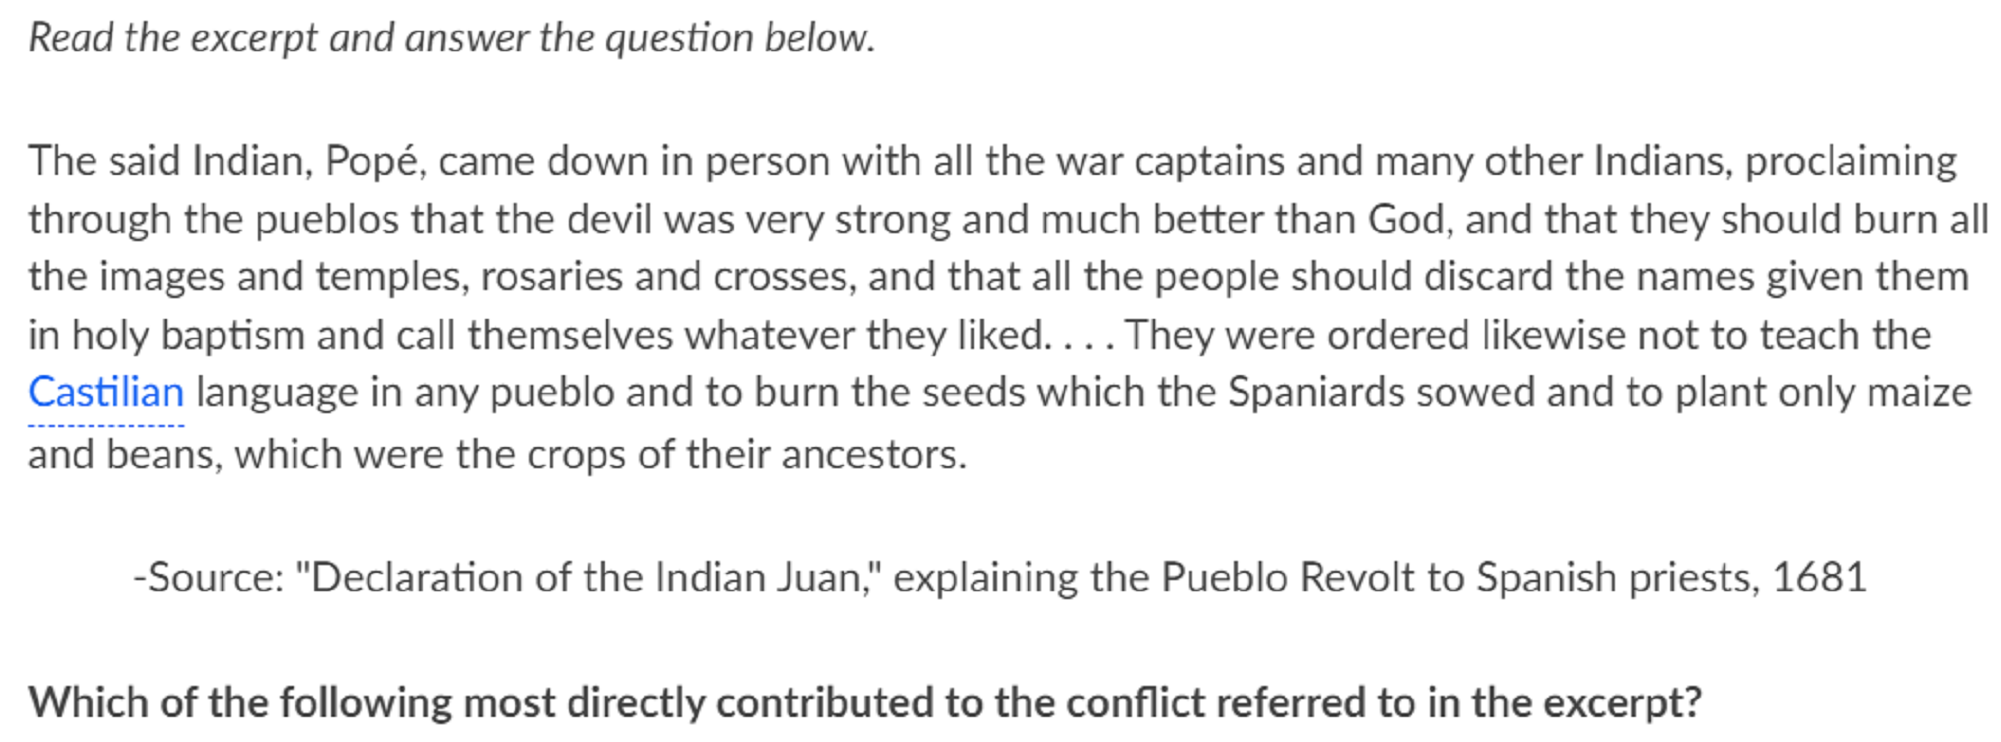 Read the excerpt and answer the question below.
The said Indian, Popé, came down in person with all the war captains and many other Indians, proclaiming
through the pueblos that the devil was very strong and much better than God, and that they should burn all
the images and temples, rosaries and crosses, and that all the people should discard the names given them
in holy baptism and call themselves whatever they liked. . . . They were ordered likewise not to teach the
Castilian language in any pueblo and to burn the seeds which the Spaniards sowed and to plant only maize
and beans, which were the crops of their ancestors.
-Source: "Declaration of the Indian Juan," explaining the Pueblo Revolt to Spanish priests, 1681
Which of the following most directly contributed to the conflict referred to in the excerpt?